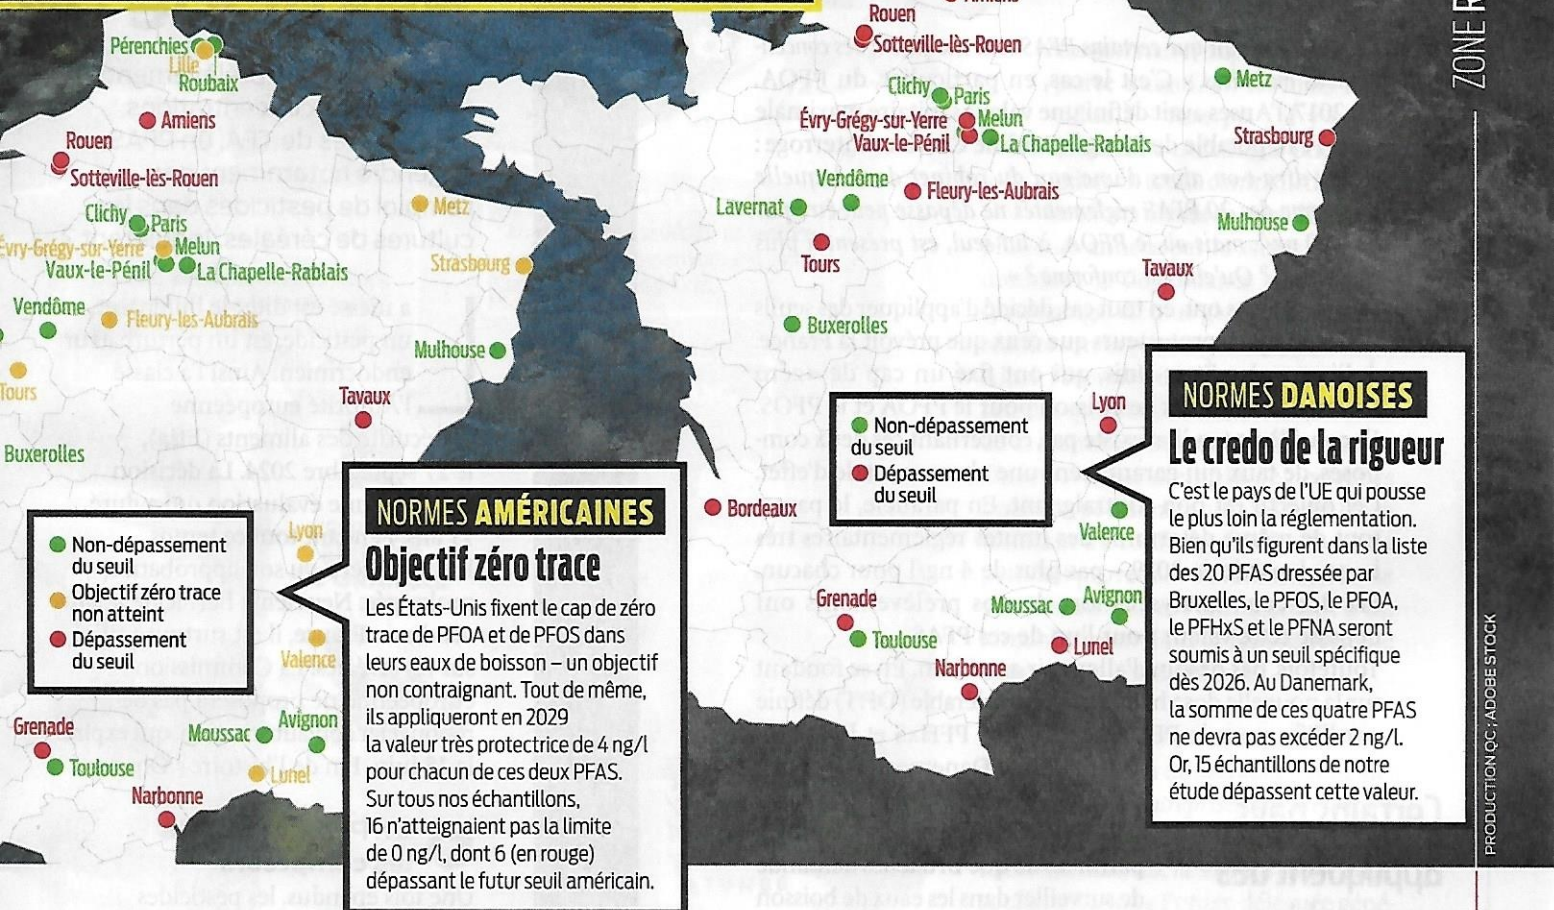 Pérenchies
Lille
Roubaix
Amiens
Rouen
Sotteville-lès-Rouen
Metz
Clichy
Paris
Évry-Grégy-sur-Yerre
Melun
Strasbourg
Vaux-le-Pénil
La Chapelle-Rablais
Vendôme
Fleury-les-Aubrais
Mulhouse
Tours
Tavaux
Buxerolles
Lyon
Non-dépassement
du seuil
Objectif zéro trace
non atteint
Dépassement
du seuil
Valence
Grenade
Moussac
Avignon
Toulouse
Lunel
Narbonne
NORMES AMÉRICAINES
Objectif zéro trace
Les États-Unis fixent le cap de zéro
trace de PFOA et de PFOS dans
leurs eaux de boisson – un objectif
non contraignant. Tout de même,
ils appliqueront en 2029
la valeur très protectrice de 4 ng/l
pour chacun de ces deux PFAS.
Sur tous nos échantillons,
16 n'atteignaient pas la limite
de 0 ng/l, dont 6 (en rouge)
dépassant le futur seuil américain.
Rouen
Sotteville-lès-Rouen
Metz
Clichy
Paris
Évry-Grégy-sur-Yerre
Melun
Strasbourg
Vaux-le-Pénil
La Chapelle-Rablais
Vendôme
Fleury-les-Aubrais
Lavernat
Mulhouse
Tours
Tavaux
Buxerolles
Lyon
Non-dépassement
du seuil
Dépassement
du seuil
Bordeaux
Valence
Grenade
Moussac
Avignon
Toulouse
Lunel
Narbonne
NORMES DANOISES
Le credo de la rigueur
C'est le pays de l'UE qui pousse
le plus loin la réglementation.
Bien qu'ils figurent dans la liste
des 20 PFAS dressée par
Bruxelles, le PFOS, le PFOA,
le PFHxS et le PFNA seront
soumis à un seuil spécifique
dès 2026. Au Danemark,
la somme de ces quatre PFAS
ne devra pas excéder 2 ng/l.
Or, 15 échantillons de notre
étude dépassent cette valeur.
ZONE
PRODUCTION QC ; ADOBE STOCK